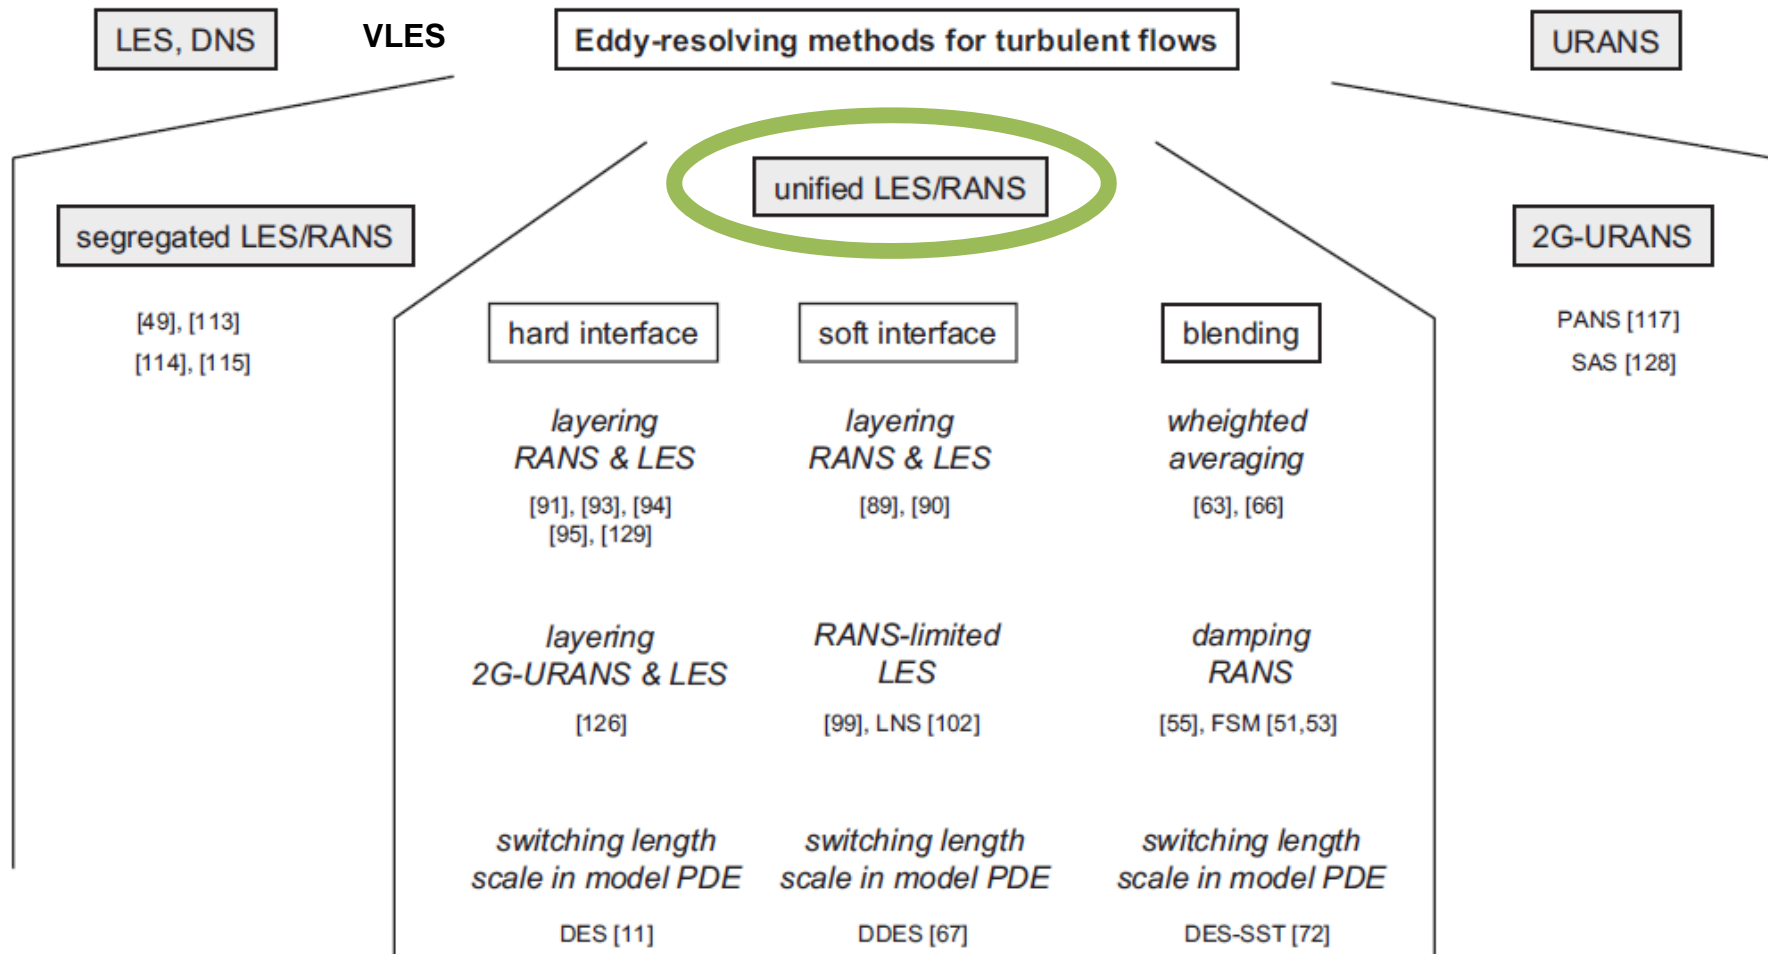 LES, DNS
VLES
Eddy-resolving methods for turbulent flows
URANS
unified LES/RANS
segregated LES/RANS
2G-URANS
[49], [113]
[114], [115]
PANS [117]
SAS [128]
hard interface
soft interface
blending
layering
RANS & LES
[91], [93], [94]
[95], [129]
layering
RANS & LES
[89], [90]
wheighted
averaging
[63], [66]
layering
2G-URANS & LES
[126]
RANS-limited
LES
[99], LNS [102]
damping
RANS
[55], FSM [51,53]
switching length
scale in model PDE
DES [11]
switching length
scale in model PDE
DDES [67]
switching length
scale in model PDE
DES-SST [72]